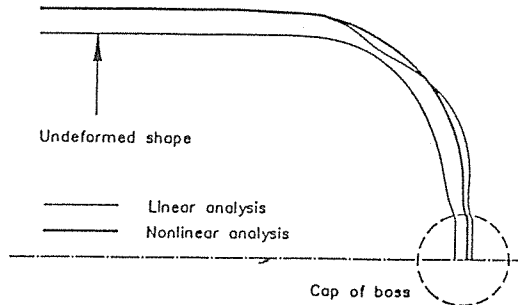 Undeformed shape
Linear analysis
Nonlinear analysis
Cap of boss